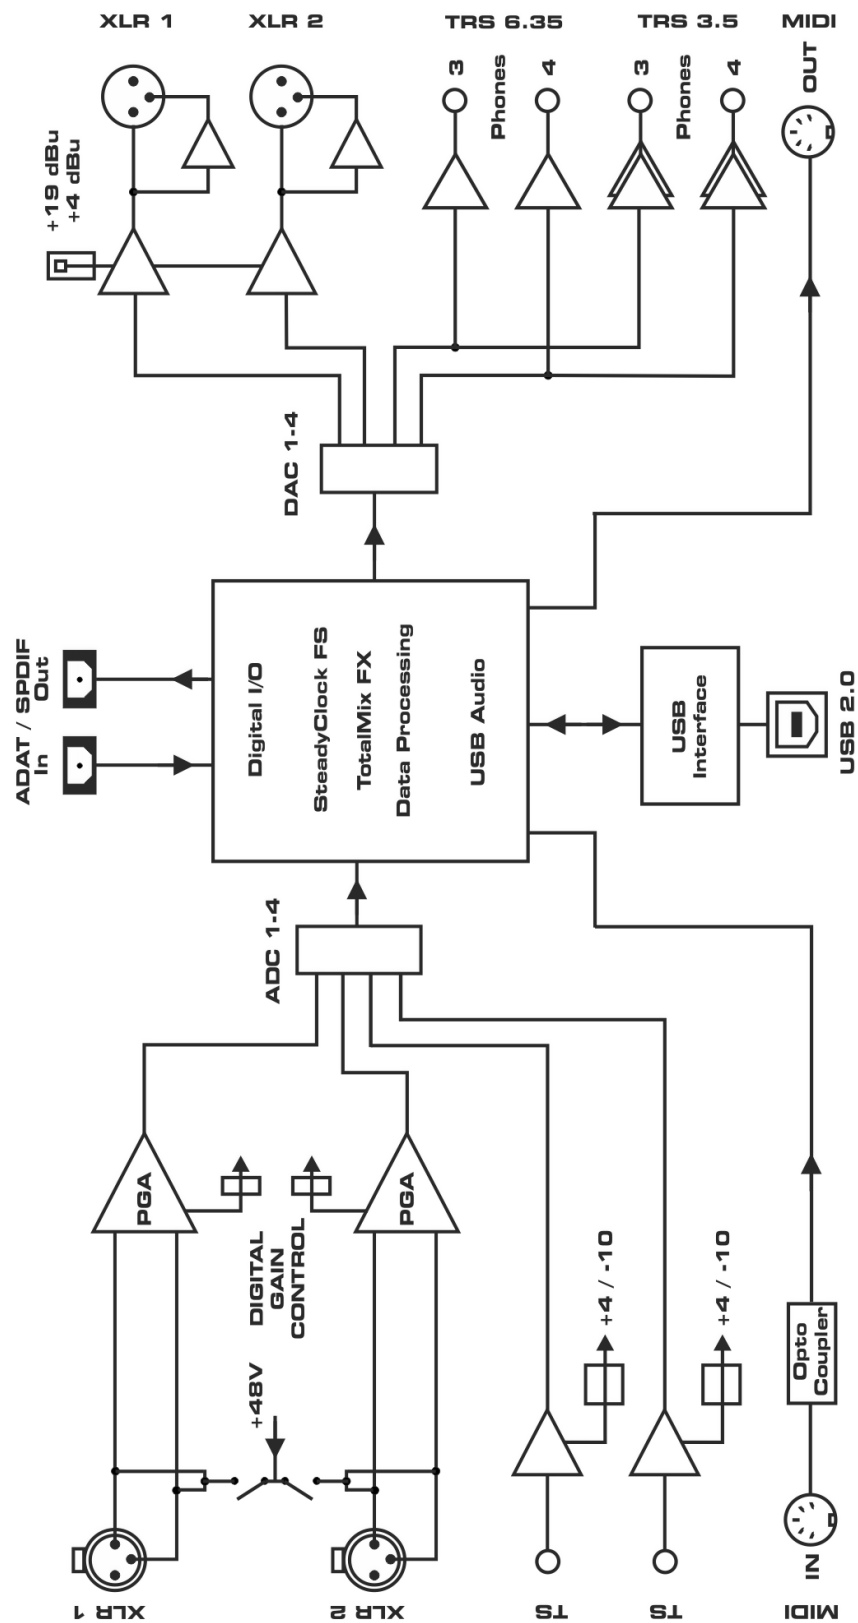 XLR 1
XLR 2
TRS 6.35
TRS 3.5
MIDI
3
Phones
4
3
Phones
4
OUT
+19 dBu
+4 dBu
DAC 1-4
ADAT / SPDIF
In
Out
Digital I/O
SteadyClock FS
TotalMix FX
Data Processing
USB Audio
USB
Interface
USB 2.0
ADC 1-4
PGA
DIGITAL
GAIN
CONTROL
PGA
+48V
+4 / -10
+4 / -10
Opto
Coupler
IN
XLR 1
XLR 2
TS
TS
MIDI